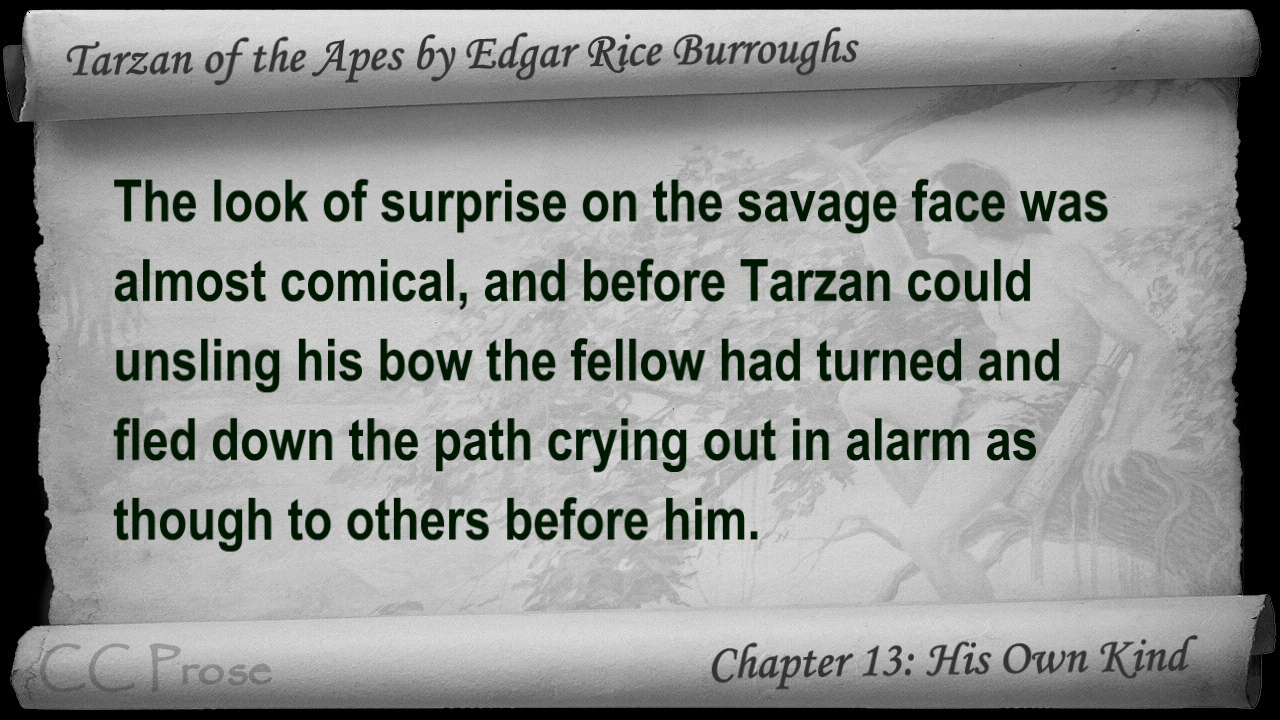 Tarzan of the Apes by Edgar Rice Burroughs
The look of surprise on the savage face was
almost comical, and before Tarzan could
unsling his bow the fellow had turned and
fled down the path crying out in alarm as
though to others before him.
CC Prose
Chapter 13: His Own Kind